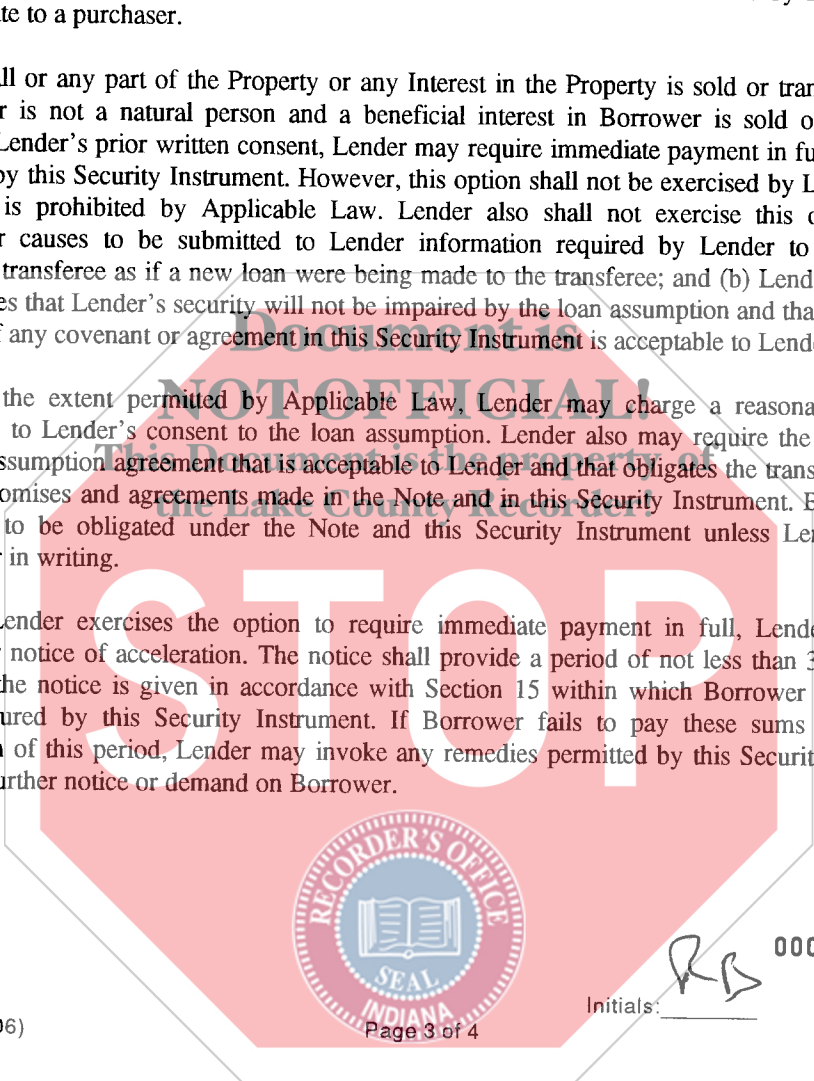 te to a purchaser.
ll or any part of the Property or any Interest in the Property is sold or tran
r is not a natural person and a beneficial interest in Borrower is sold o
Lender's prior written consent, Lender may require immediate payment in fu
by this Security Instrument. However, this option shall not be exercised by L
is prohibited by Applicable Law. Lender also shall not exercise this o
r causes to be submitted to Lender information required by Lender to
transferee as if a new loan were being made to the transferee; and (b) Lend
es that Lender's security will not be impaired by the loan assumption and tha
f any covenant or agreement in this Security Instrument is acceptable to Lende
Document is
NOT OFFICIAL!
the extent permitted by Applicable Law, Lender may charge a reasona
to Lender's consent to the loan assumption. Lender also may require the
This Document is the property of
ssumption agreement that is acceptable to Lender and that obligates the trans
omises and agreements made in the Note and in this Security Instrument. B
the Lake County Recorder!
to be obligated under the Note and this Security Instrument unless Le
r in writing.
STOP
Lender exercises the option to require immediate payment in full, Lende
notice of acceleration. The notice shall provide a period of not less than 3
he notice is given in accordance with Section 15 within which Borrower
ured by this Security Instrument. If Borrower fails to pay these sums
n of this period, Lender may invoke any remedies permitted by this Securit
urther notice or demand on Borrower.
RECORDER'S OFFICE
SEAL
INDIANA
RB
000
Initials:
06)
Page 3 of 4